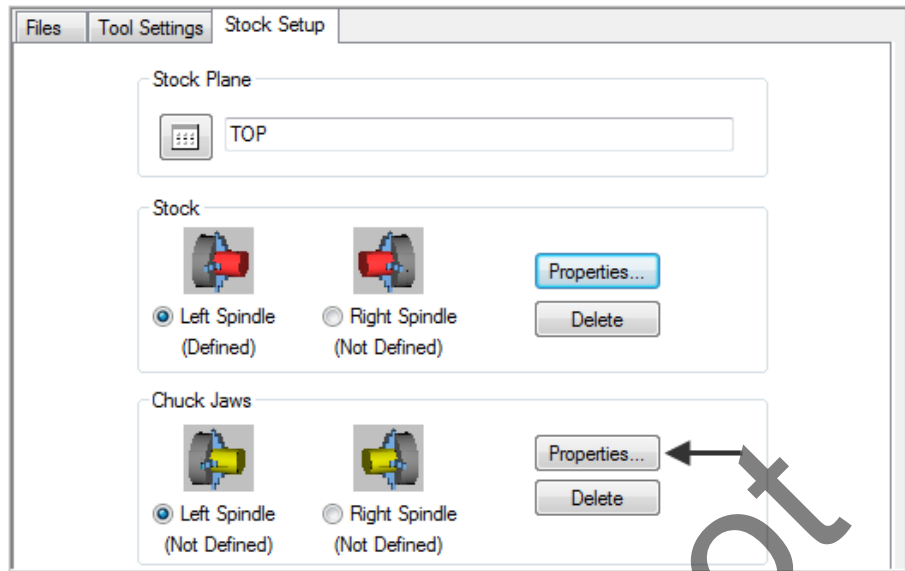 Files Tool Settings Stock Setup
Stock Plane
TOP
Stock
Properties...
Left Spindle Right Spindle
Delete
(Defined) (Not Defined)
Chuck Jaws
Properties...
Delete
Left Spindle Right Spindle
(Not Defined) (Not Defined)